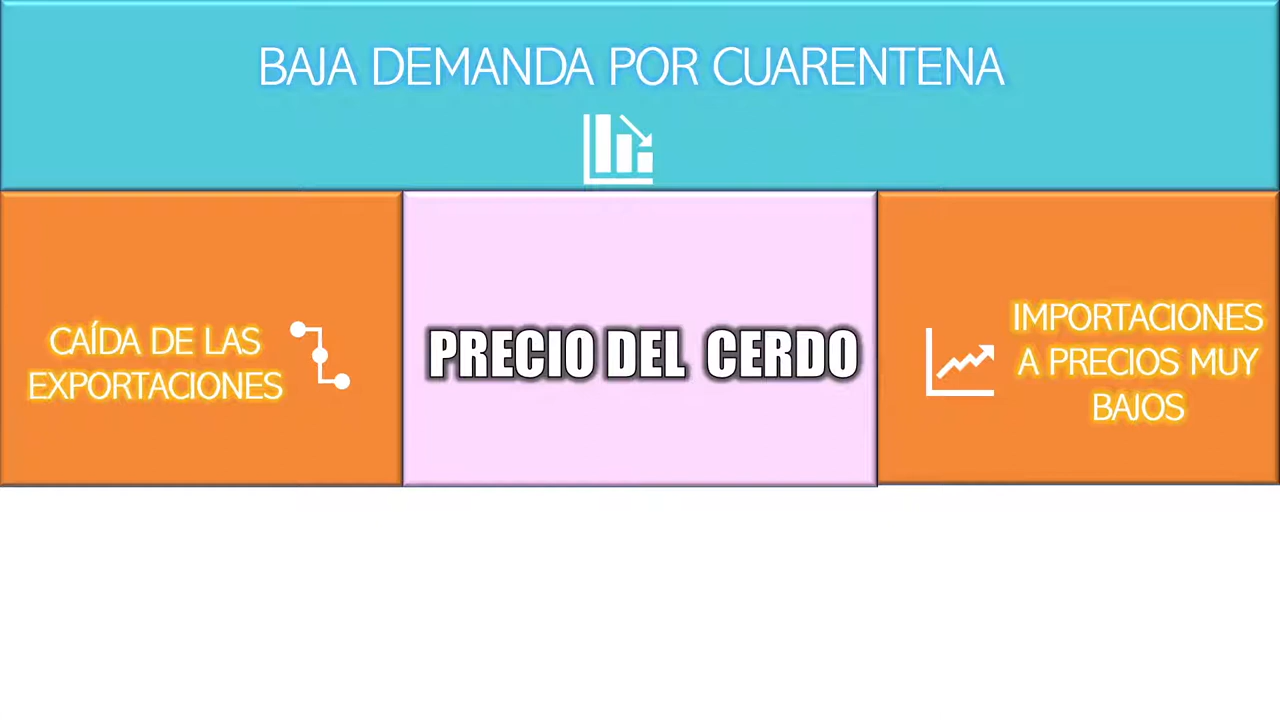 BAJA DEMANDA POR CUARENTENA
CAÍDA DE LAS
EXPORTACIONES
PRECIO DEL CERDO
IMPORTACIONES
A PRECIOS MUY
BAJOS